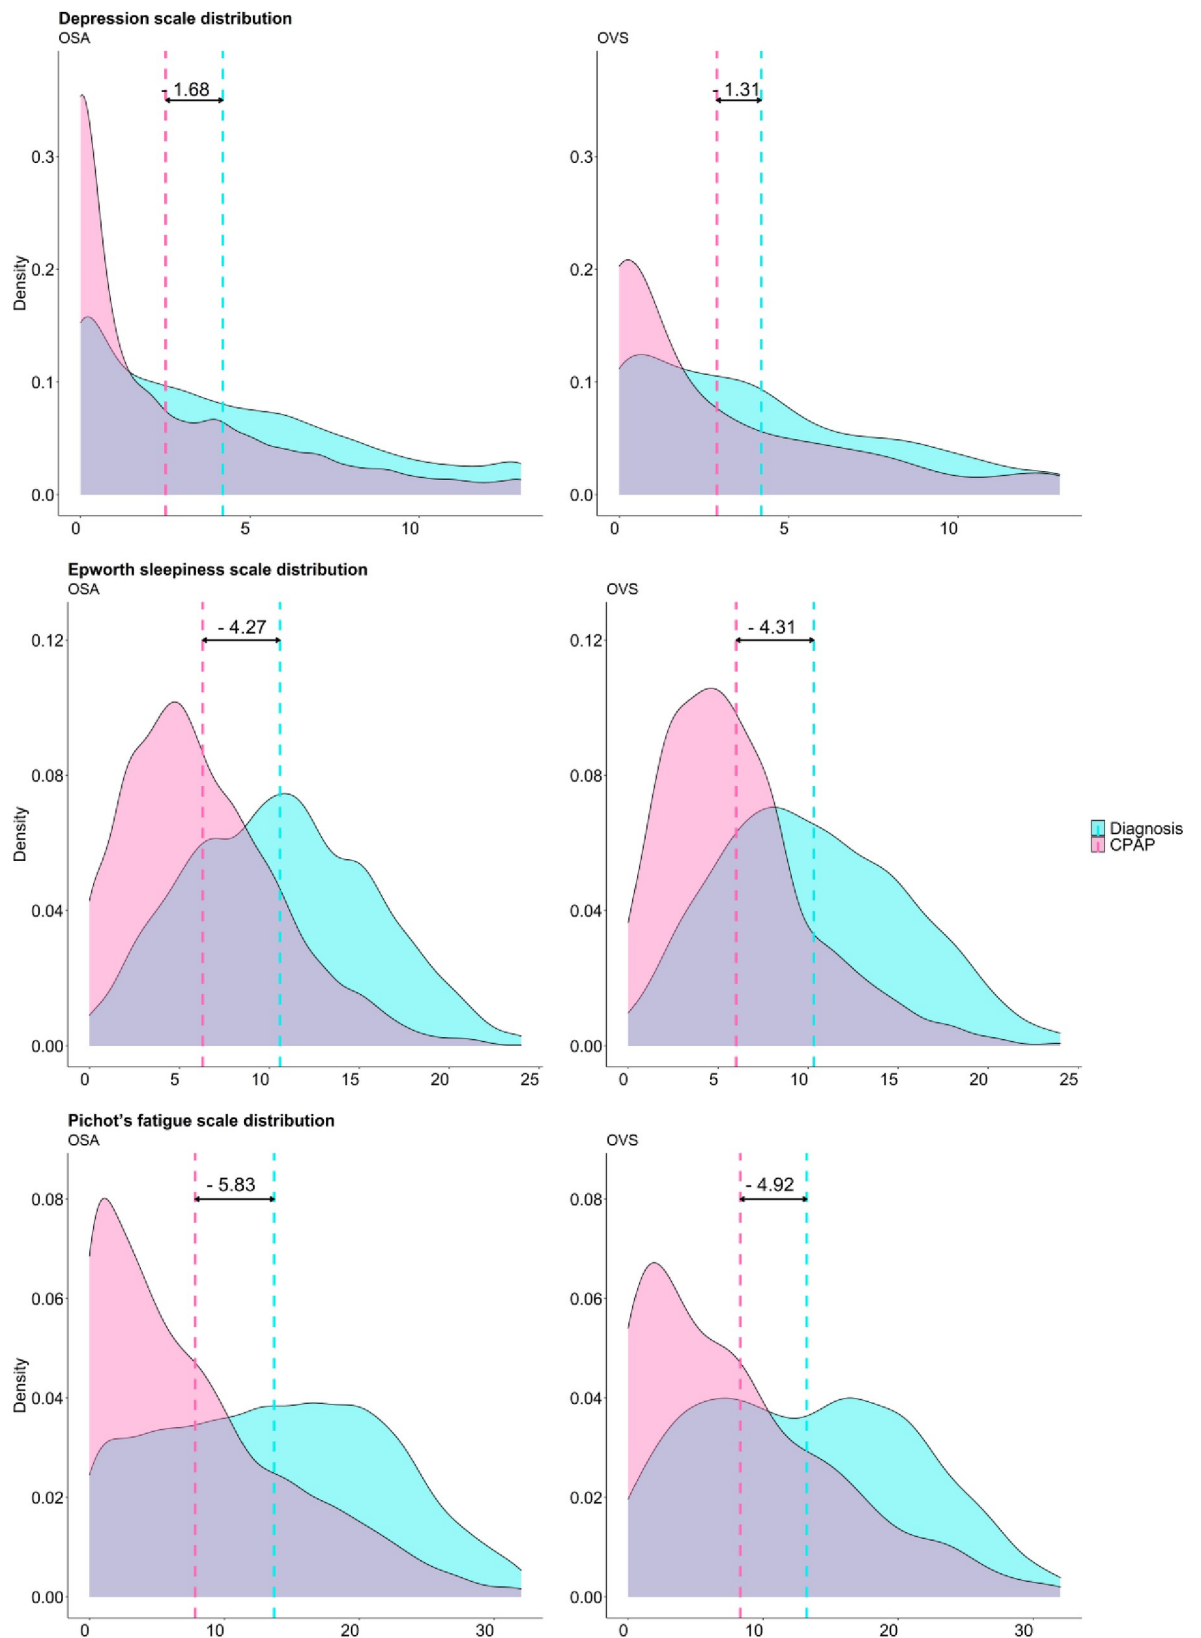 Depression scale distribution
OSA
OVS
- 1.68
- 1.31
Density
0.3
0.2
0.1
0.0
0 5 10
0.3
0.2
0.1
0.0
0 5 10
Epworth sleepiness scale distribution
OSA
OVS
- 4.27
- 4.31
Density
0.12
0.08
0.04
0.00
0 5 10 15 20 25
0.12
0.08
0.04
0.00
0 5 10 15 20 25
Diagnosis
CPAP
Pichot’s fatigue scale distribution
OSA
OVS
- 5.83
- 4.92
Density
0.08
0.06
0.04
0.02
0.00
0 10 20 30
0.08
0.06
0.04
0.02
0.00
0 10 20 30